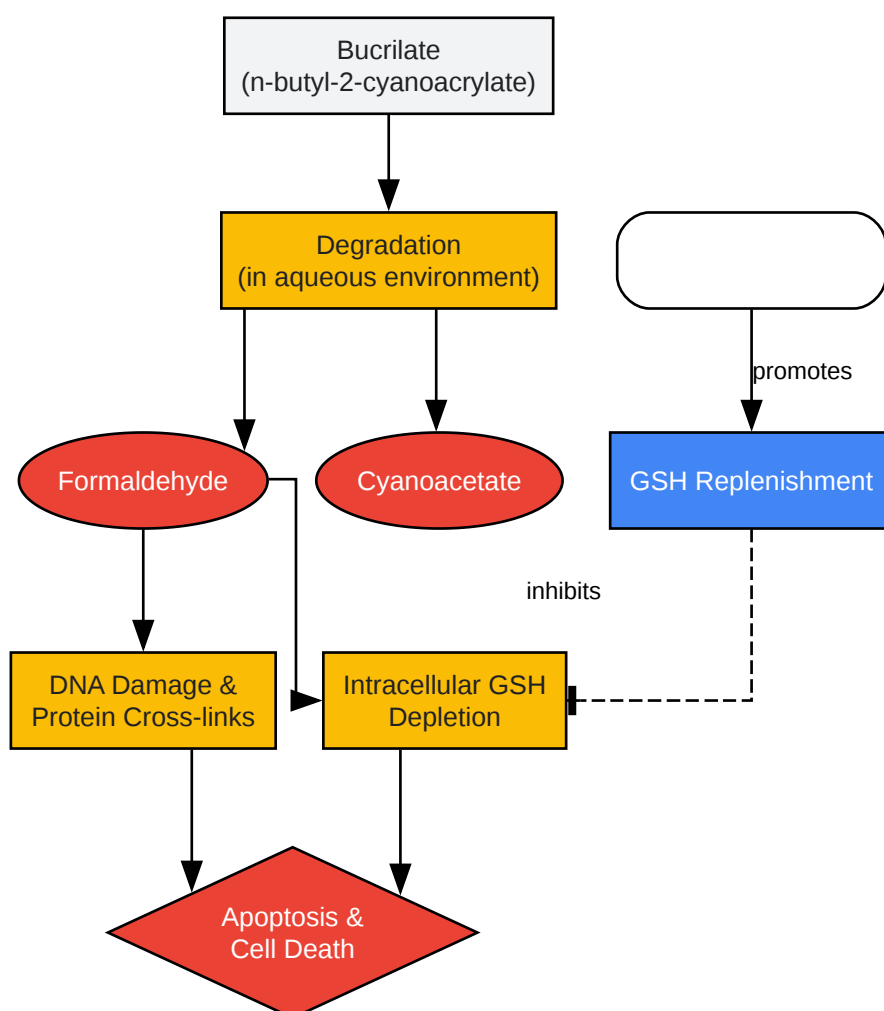 Bucrilate
(n-butyl-2-cyanoacrylate)
Degradation
(in aqueous environment)
promotes
Formaldehyde
Cyanoacetate
GSH Replenishment
inhibits
DNA Damage &
Protein Cross-links
Intracellular GSH
Depletion
Apoptosis &
Cell Death